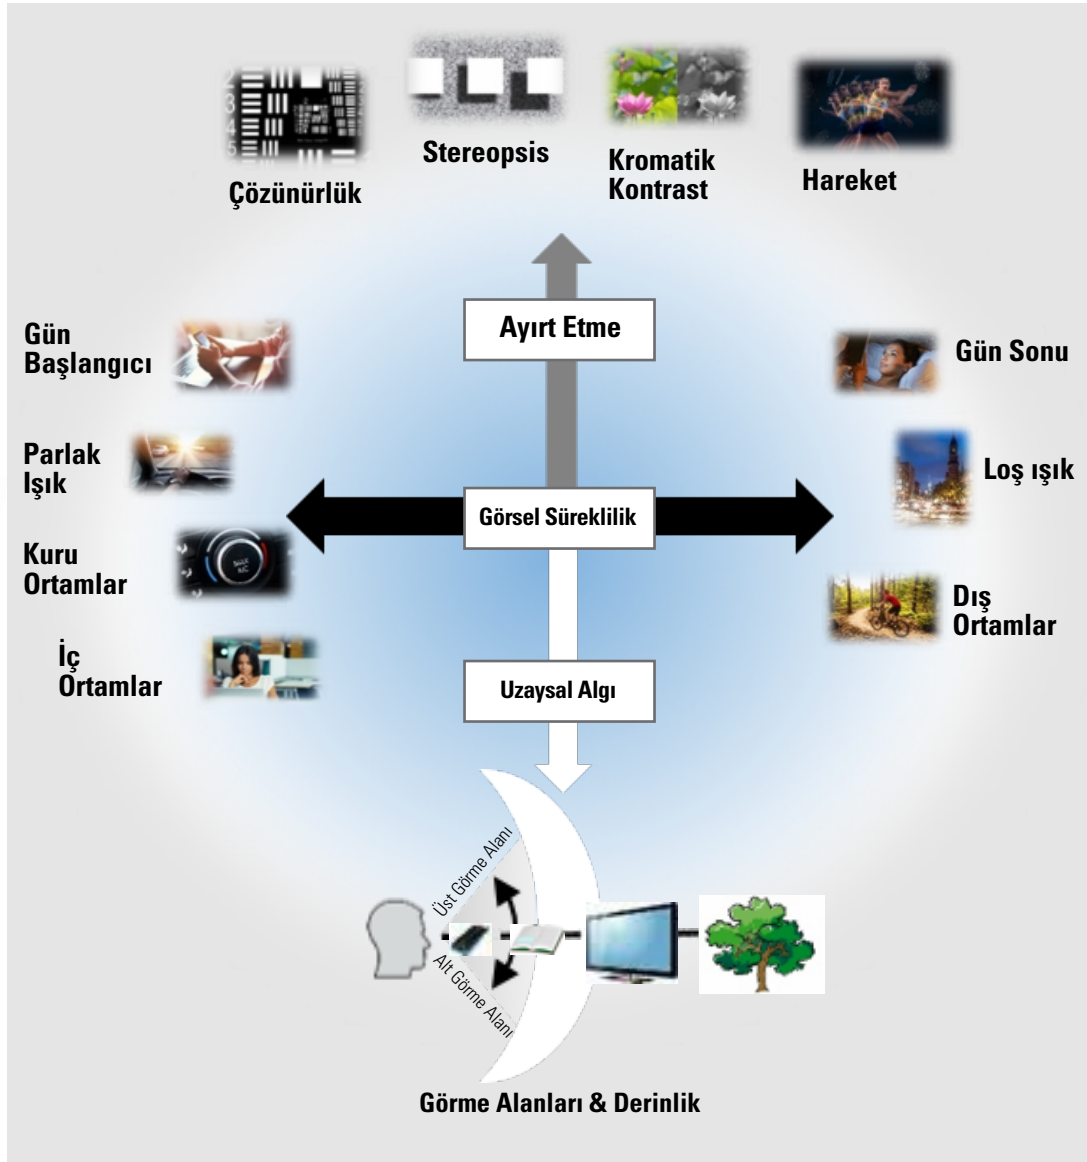 Stereopsis
Kromatik
Kontrast
Hareket
Çözünürlük
Ayırt Etme
Gün
Başlangıcı
Gün Sonu
Parlak
Işık
Loş ışık
Görsel Süreklilik
Kuru
Ortamlar
Dış
Ortamlar
İç
Ortamlar
Uzaysal Algı
Üst Görme Alanı
Alt Görme Alanı
Görme Alanları & Derinlik